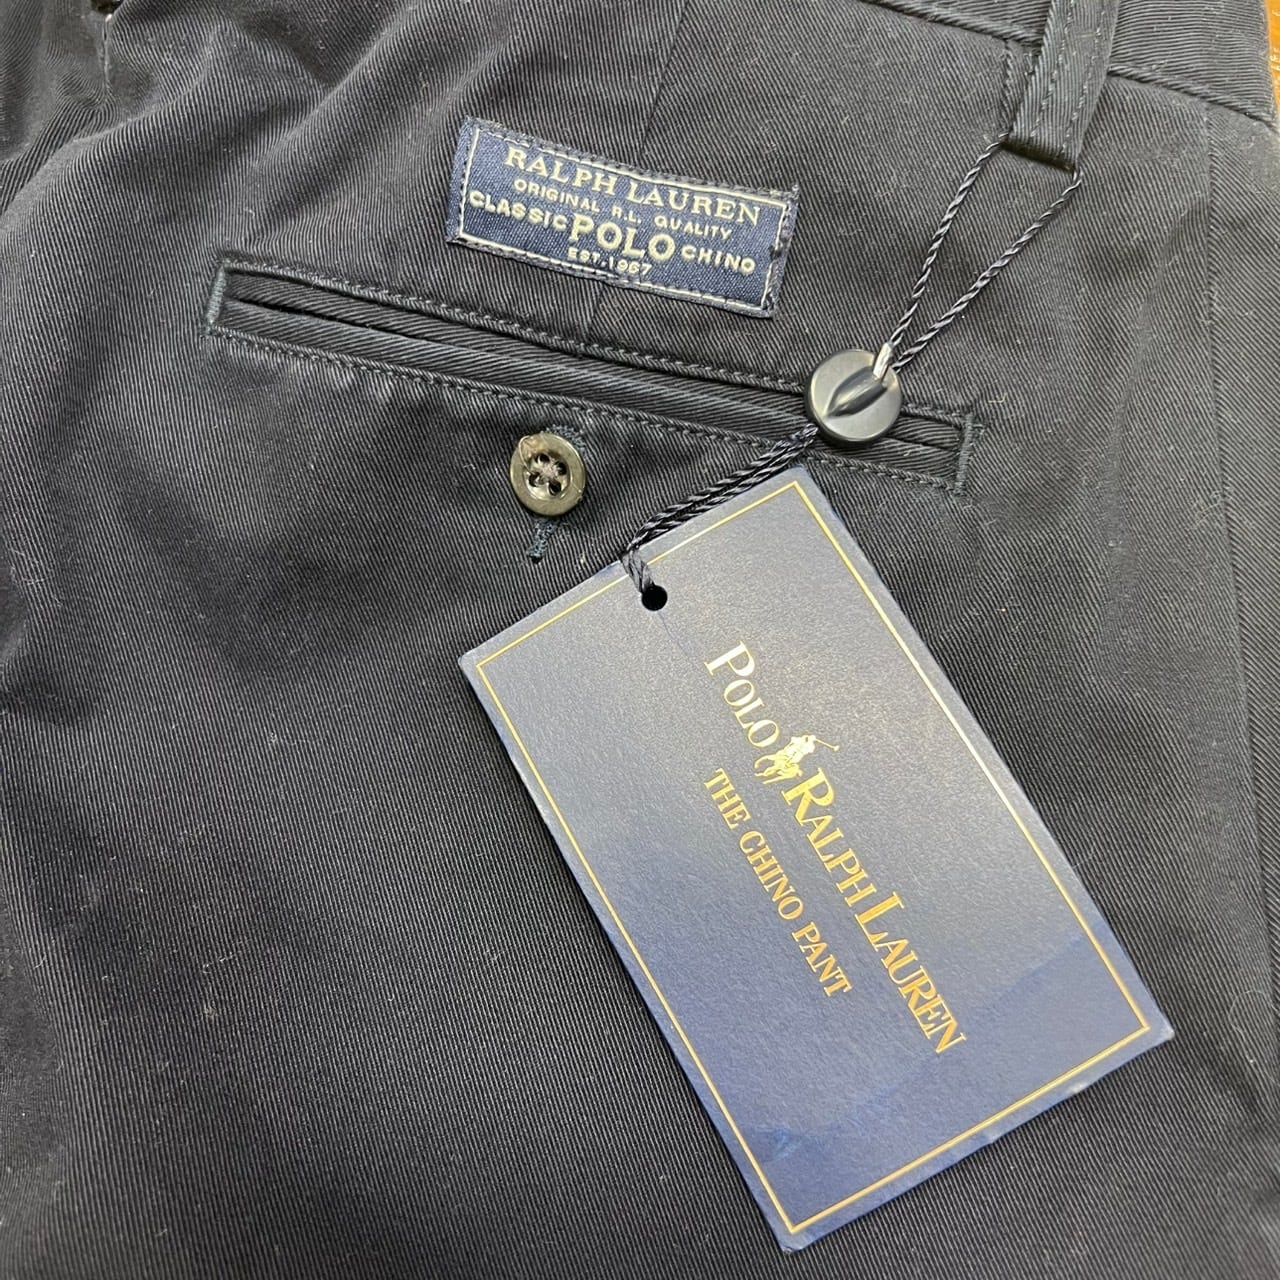 RALPH LAUREN
ORIGINAL R.L. QUALITY
CLASSIC POLO CHINO
EST. 1967
POLO RALPH LAUREN
THE CHINO PANT